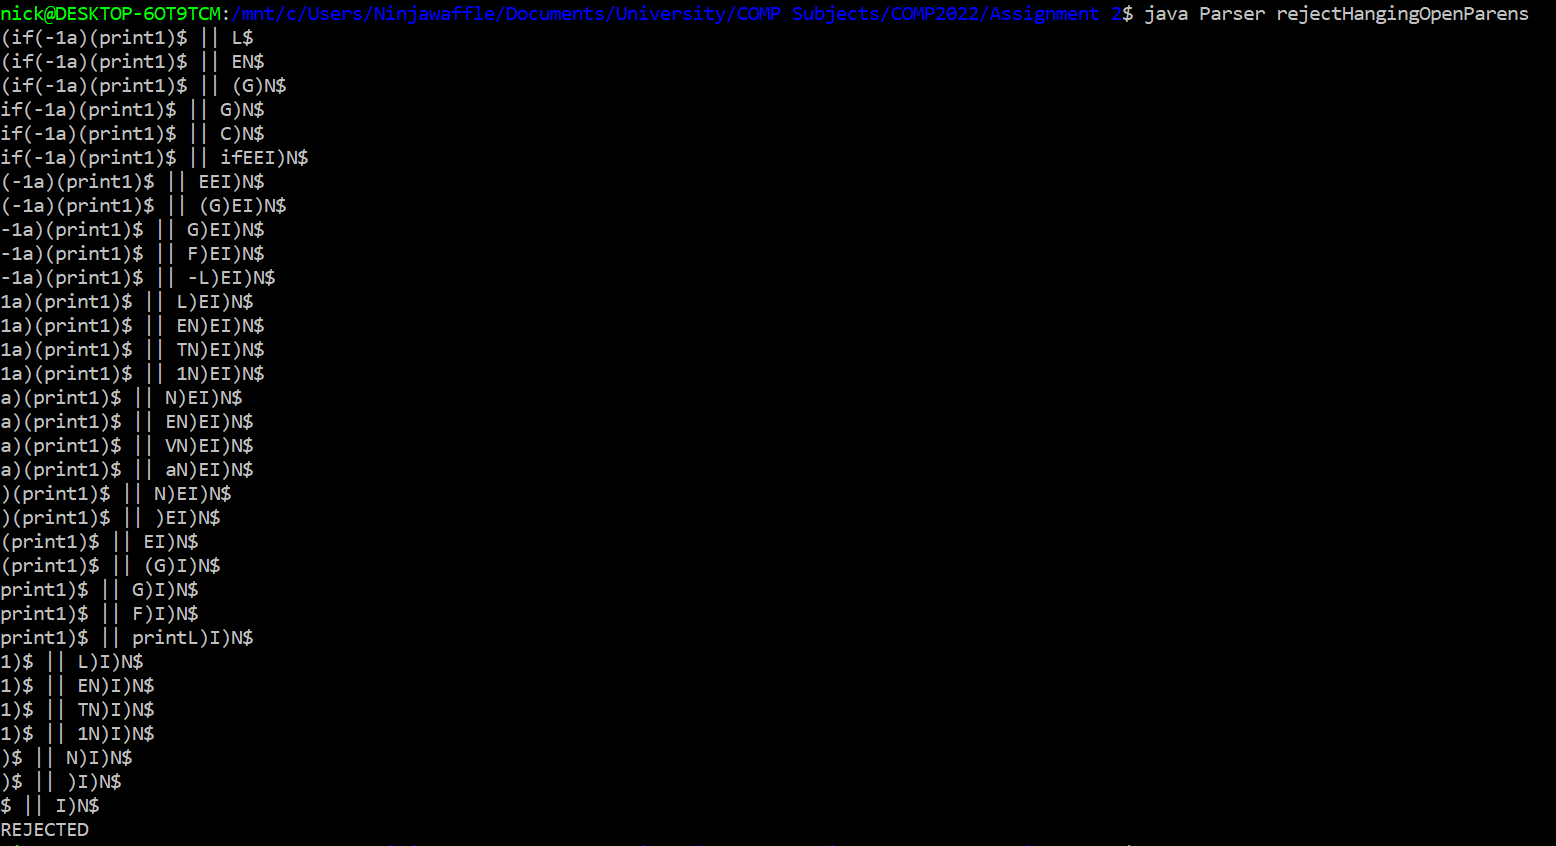 nick@DESKTOP-6OT9TCM:/mnt/c/Users/Ninjawaffle/Documents/University/COMP Subjects/COMP2022/Assignment 2$ java Parser rejectHangingOpenParens
(if(-1a)(print1)$ || L$
(if(-1a)(print1)$ || EN$
(if(-1a)(print1)$ || (G)N$
if(-1a)(print1)$ || G)N$
if(-1a)(print1)$ || C)N$
if(-1a)(print1)$ || ifEEI)N$
(-1a)(print1)$ || EEI)N$
(-1a)(print1)$ || (G)EI)N$
-1a)(print1)$ || G)EI)N$
-1a)(print1)$ || F)EI)N$
-1a)(print1)$ || -L)EI)N$
1a)(print1)$ || L)EI)N$
1a)(print1)$ || EN)EI)N$
1a)(print1)$ || TN)EI)N$
1a)(print1)$ || 1N)EI)N$
a)(print1)$ || N)EI)N$
a)(print1)$ || EN)EI)N$
a)(print1)$ || VN)EI)N$
a)(print1)$ || aN)EI)N$
)(print1)$ || N)EI)N$
)(print1)$ || )EI)N$
(print1)$ || EI)N$
(print1)$ || (G)I)N$
print1)$ || G)I)N$
print1)$ || F)I)N$
print1)$ || printL)I)N$
1)$ || L)I)N$
1)$ || EN)I)N$
1)$ || TN)I)N$
1)$ || 1N)I)N$
)$ || N)I)N$
)$ || )I)N$
$ || I)N$
REJECTED